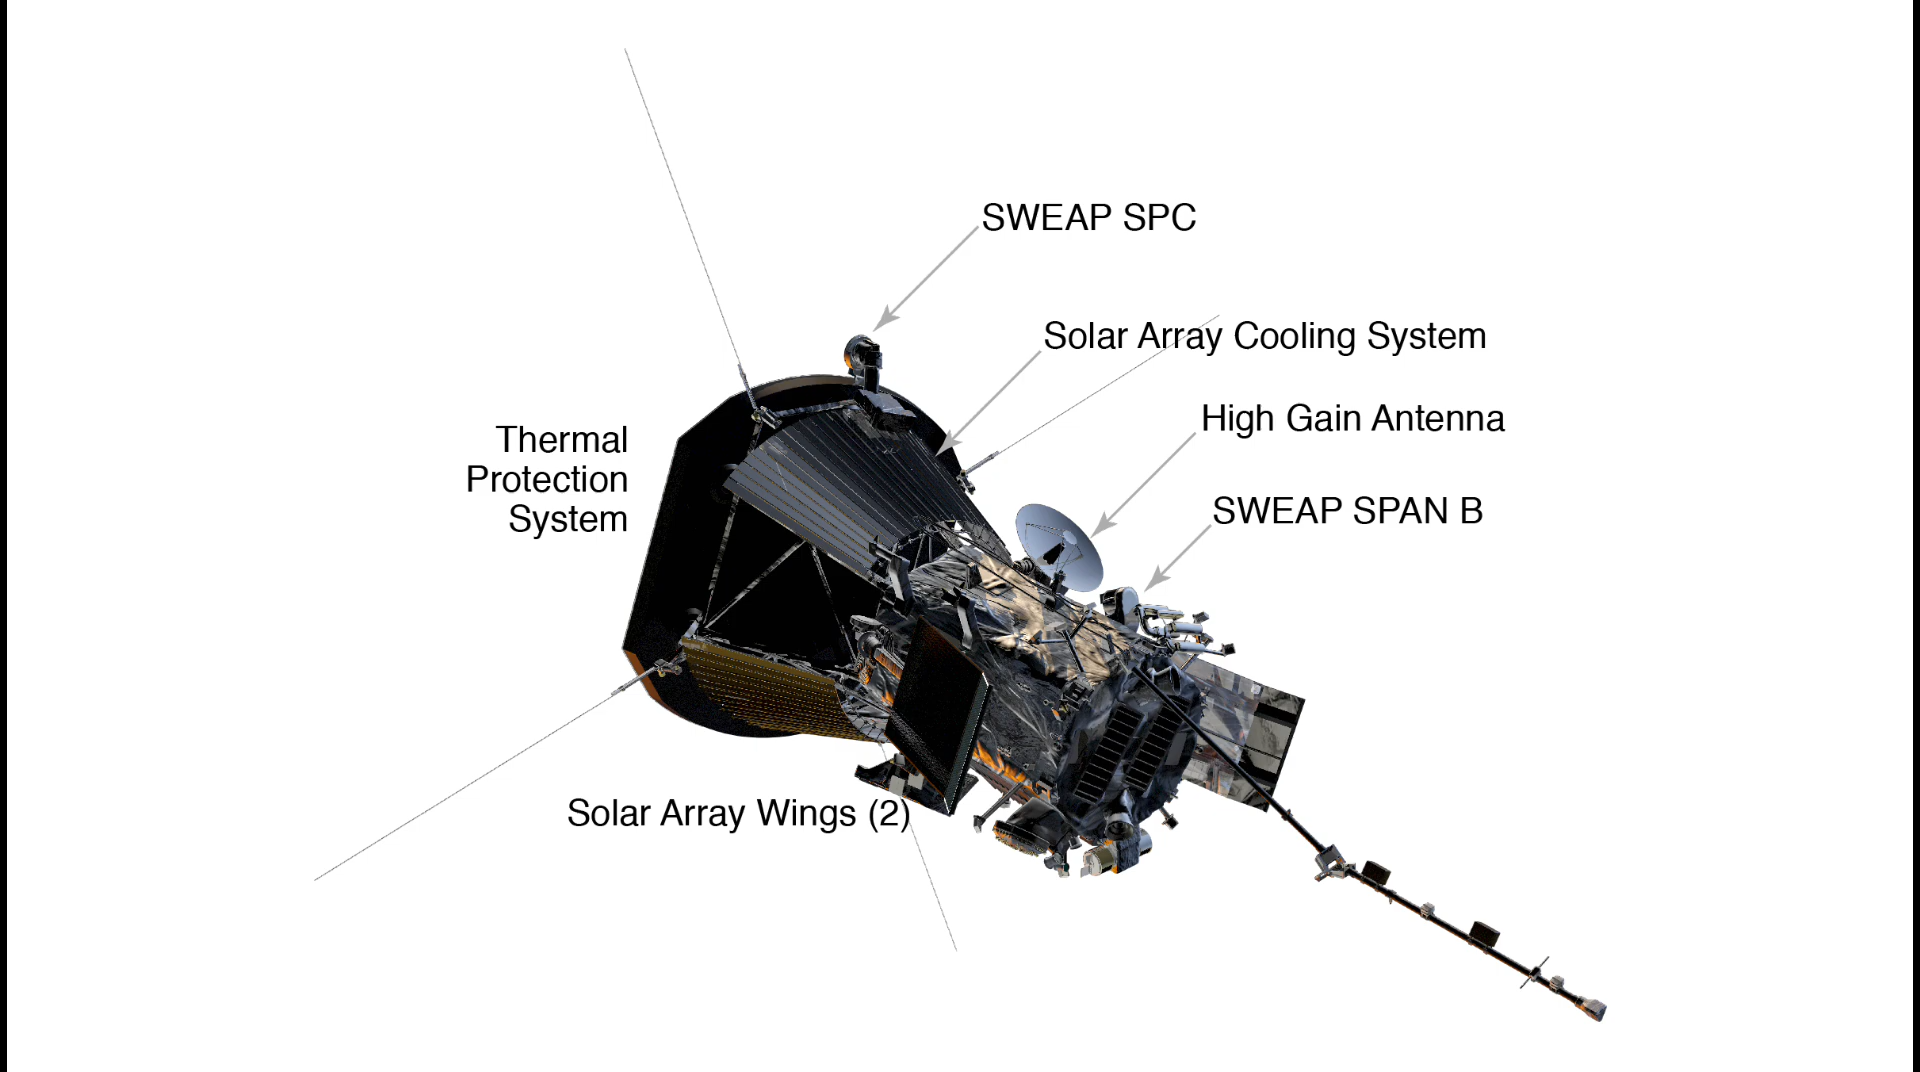 SWEAP SPC
Solar Array Cooling System
High Gain Antenna
Thermal
Protection
System
SWEAP SPAN B
Solar Array Wings (2)